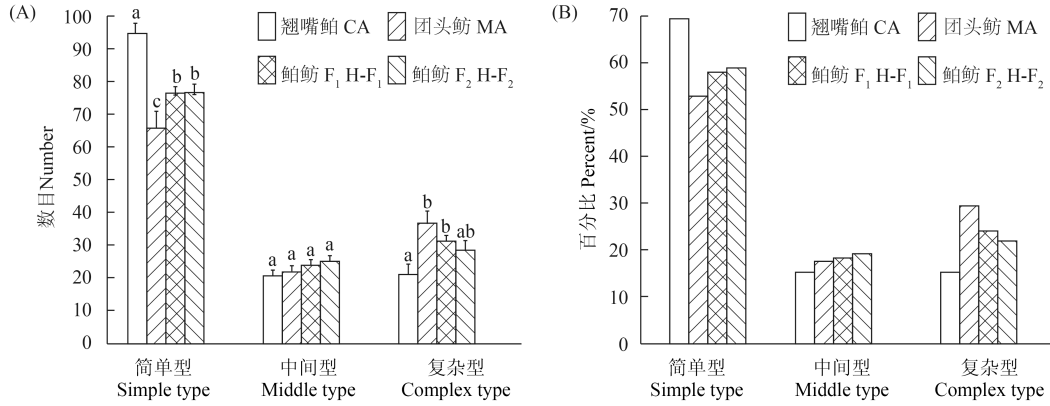 (A)
数目Number
100
90
80
70
60
50
40
30
20
10
0
翘嘴鲌 CA
团头鲂 MA
鲌鲂 F₁ H-F₁
鲌鲂 F₂ H-F₂
a
c
b
b
a
a
a
a
a
b
b
ab
简单型
Simple type
中间型
Middle type
复杂型
Complex type
(B)
百分比 Percent/%
70
60
50
40
30
20
10
0
翘嘴鲌 CA
团头鲂 MA
鲌鲂 F₁ H-F₁
鲌鲂 F₂ H-F₂
简单型
Simple type
中间型
Middle type
复杂型
Complex type